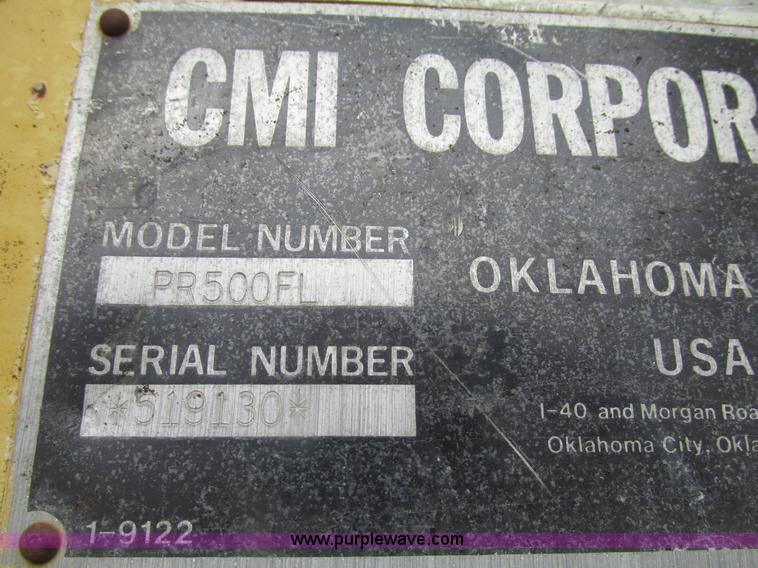 CMI CORPOR
MODEL NUMBER
PR500FL
OKLAHOMA
SERIAL NUMBER
USA
*519130*
I-40 and Morgan Roa
Oklahoma City, Okla
1-9122
www.purplewave.com